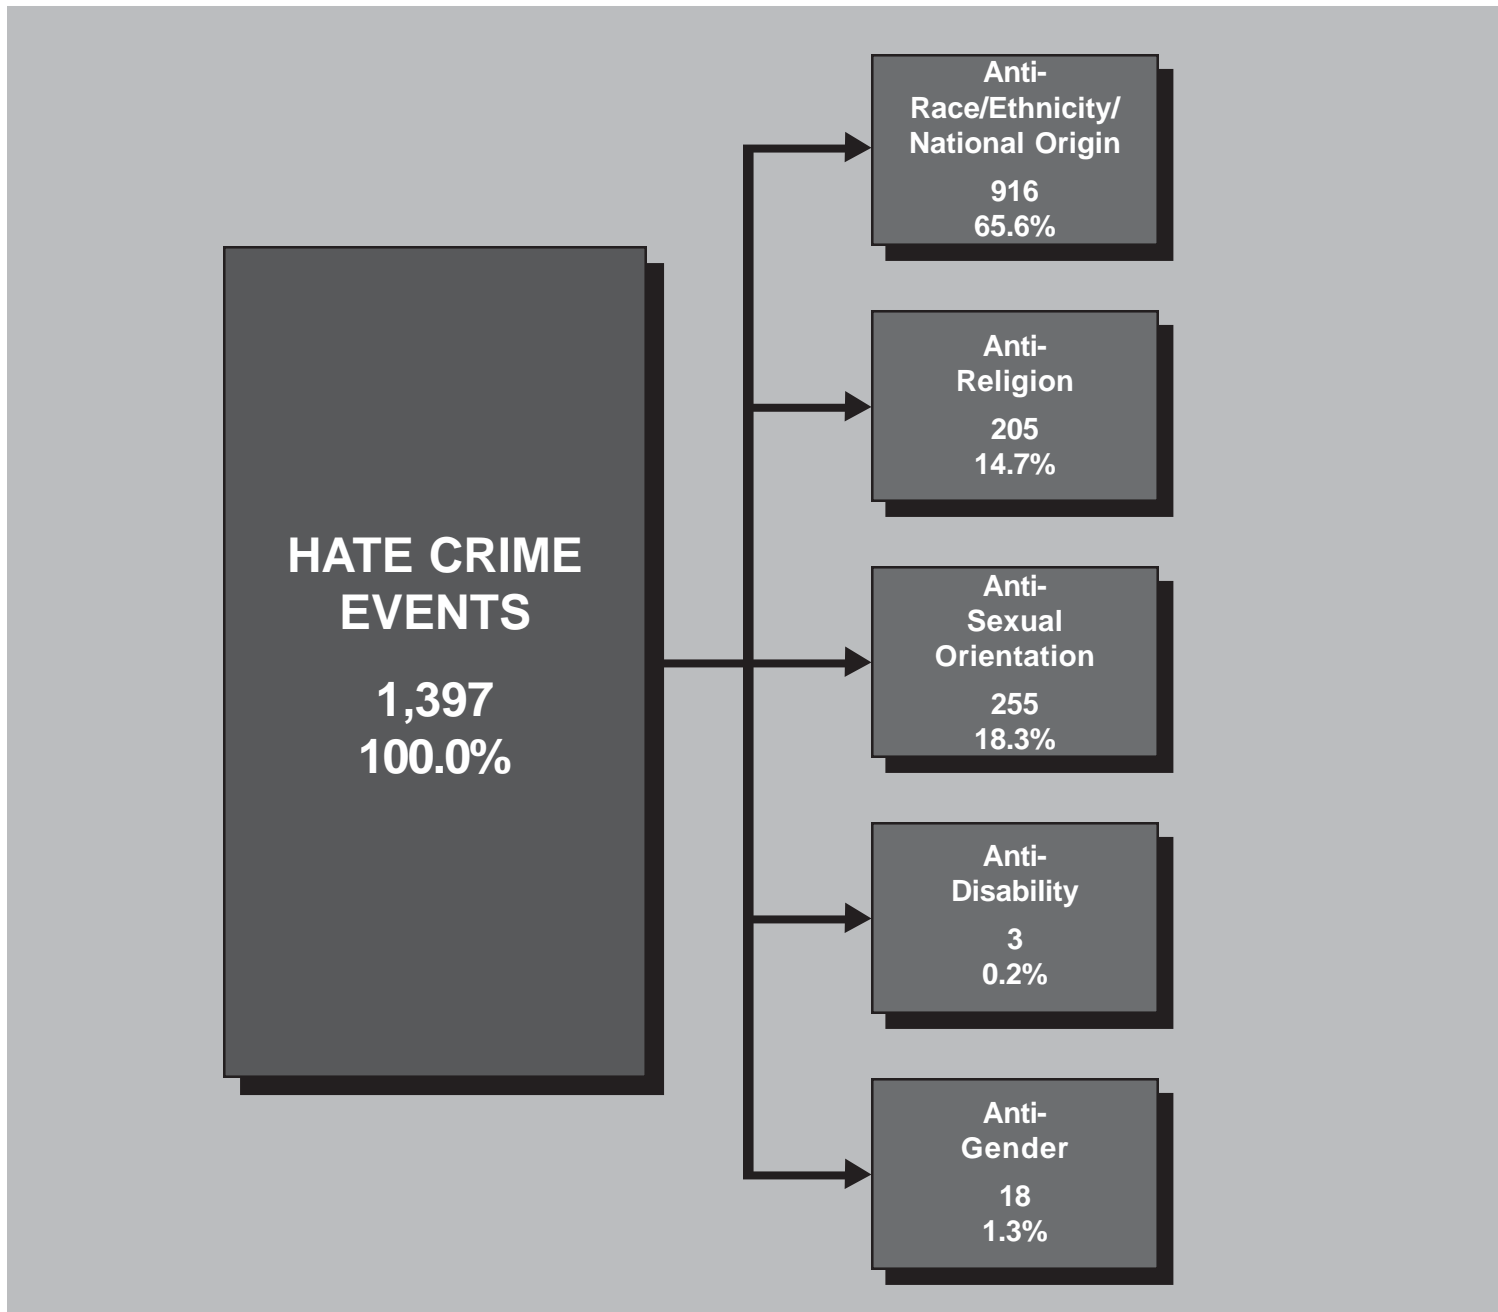 HATE CRIME
EVENTS
1,397
100.0%
Anti-
Race/Ethnicity/
National Origin
916
65.6%
Anti-
Religion
205
14.7%
Anti-
Sexual
Orientation
255
18.3%
Anti-
Disability
3
0.2%
Anti-
Gender
18
1.3%